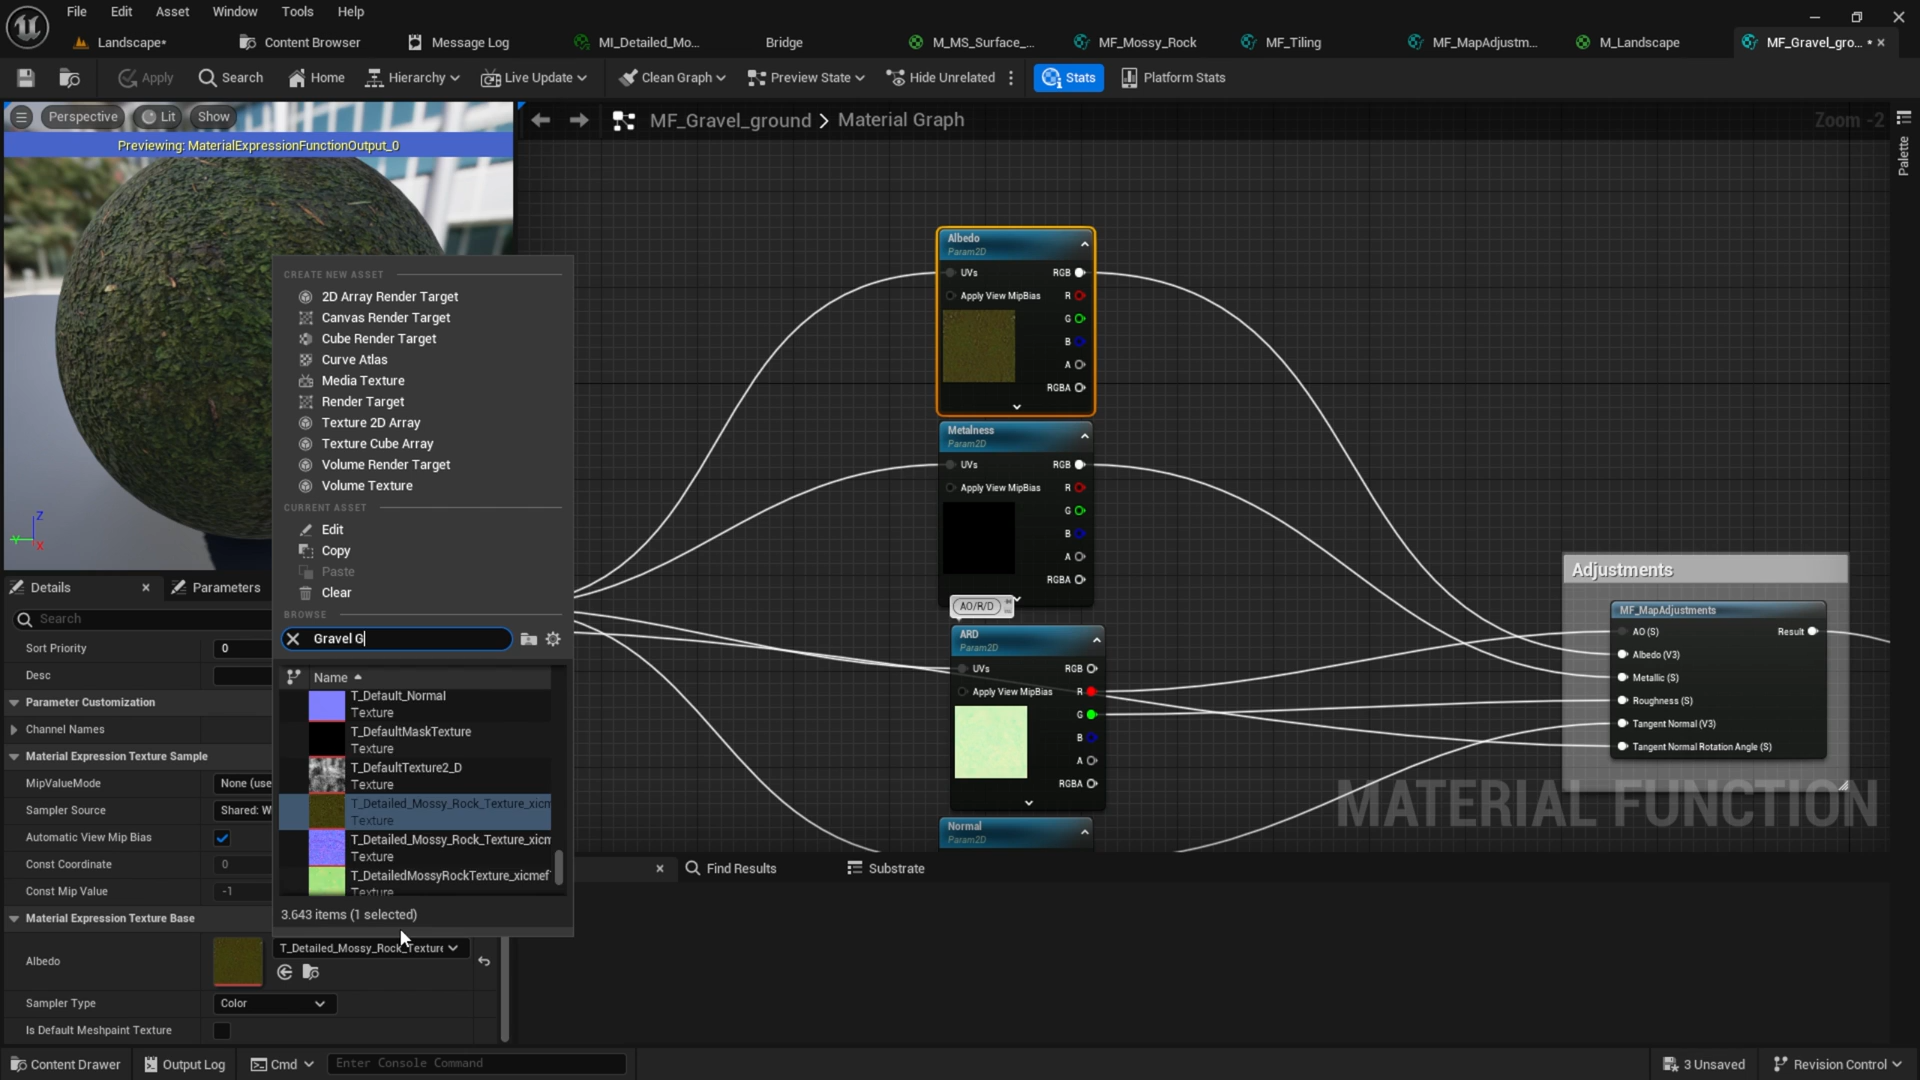 File Edit Asset Window Tools Help
Landscape* Content Browser Message Log MI_Detailed_Mo... Bridge M_MS_Surface_... MF_Mossy_Rock MF_Tiling MF_MapAdjustm... M_Landscape MF_Gravel_gro... *
Apply Search Home Hierarchy Live Update Clean Graph Preview State Hide Unrelated Stats Platform Stats
Perspective Lit Show
Previewing: MaterialExpressionFunctionOutput_0
MF_Gravel_ground > Material Graph
Zoom -2
Palette
CREATE NEW ASSET
2D Array Render Target
Canvas Render Target
Cube Render Target
Curve Atlas
Media Texture
Render Target
Texture 2D Array
Texture Cube Array
Volume Render Target
Volume Texture
CURRENT ASSET
Edit
Copy
Paste
Clear
BROWSE
Gravel G
Name
T_Default_Normal
Texture
T_DefaultMaskTexture
Texture
T_DefaultTexture2_D
Texture
T_Detailed_Mossy_Rock_Texture_xicm
Texture
T_Detailed_Mossy_Rock_Texture_xicm
Texture
T_DetailedMossyRockTexture_xicmef
Texture
3.643 items (1 selected)
Z
Y
X
Details Parameters
Search
Sort Priority 0
Desc
Parameter Customization
Channel Names
Material Expression Texture Sample
MipValueMode None (use
Sampler Source Shared: W
Automatic View Mip Bias
Const Coordinate 0
Const Mip Value -1
Material Expression Texture Base
Albedo T_Detailed_Mossy_Rock_Texture
Sampler Type Color
Is Default Meshpaint Texture
Albedo
Param2D
UVs RGB
Apply View MipBias R
G
B
A
RGBA
Metalness
Param2D
UVs RGB
Apply View MipBias R
G
B
A
RGBA
AO/R/D
ARD
Param2D
UVs RGB
Apply View MipBias R
G
B
A
RGBA
Normal
Param2D
Adjustments
MF_MapAdjustments
AO (S) Result
Albedo (V3)
Metallic (S)
Roughness (S)
Tangent Normal (V3)
Tangent Normal Rotation Angle (S)
MATERIAL FUNCTION
Find Results Substrate
Content Drawer Output Log Cmd Enter Console Command 3 Unsaved Revision Control